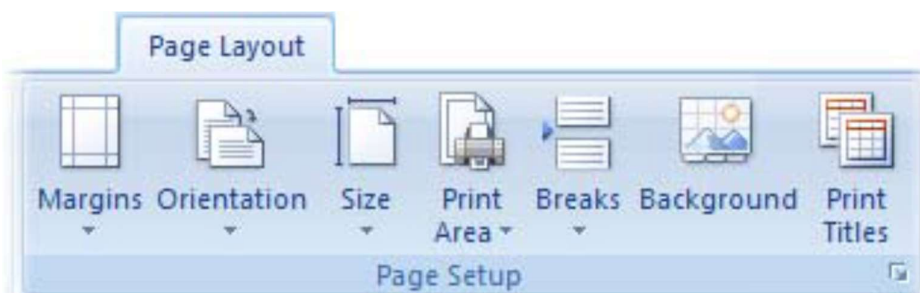 Page Layout
Margins Orientation Size Print Area Breaks Background Print Titles
Page Setup